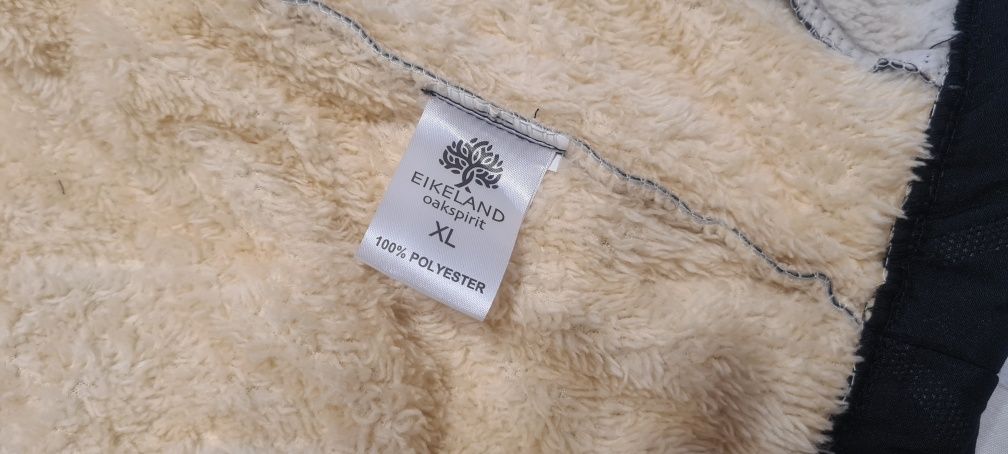 EIKELAND
oakspirit
XL
100% POLYESTER